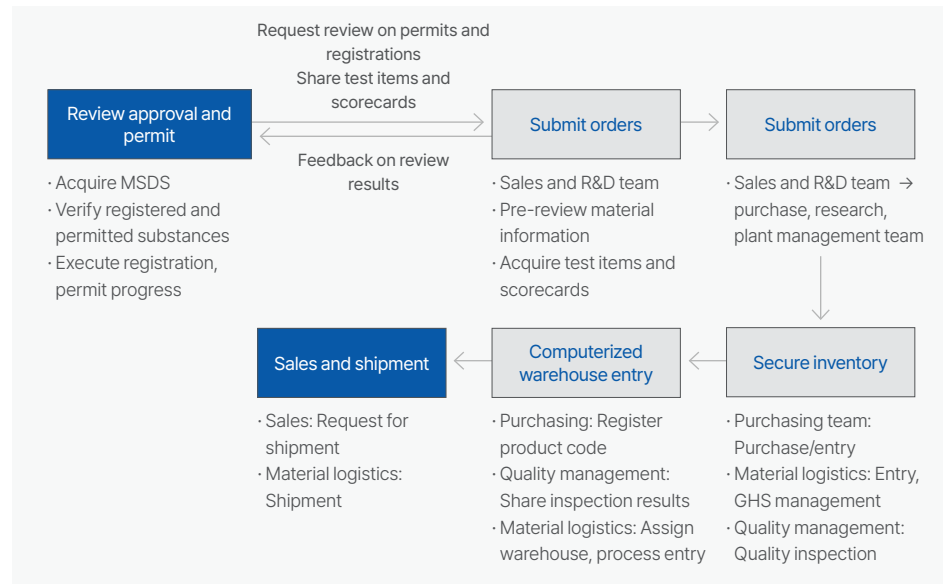 Request review on permits and
registrations
Share test items and
scorecards
Review approval and
permit
Submit orders
Submit orders
Feedback on review
results
· Acquire MSDS
· Verify registered and
permitted substances
· Execute registration,
permit progress
· Sales and R&D team
· Pre-review material
information
· Acquire test items and
scorecards
· Sales and R&D team →
purchase, research,
plant management team
Sales and shipment
Computerized
warehouse entry
Secure inventory
· Sales: Request for
shipment
· Material logistics:
Shipment
· Purchasing: Register
product code
· Quality management:
Share inspection results
· Material logistics: Assign
warehouse, process entry
· Purchasing team:
Purchase/entry
· Material logistics: Entry,
GHS management
· Quality management:
Quality inspection